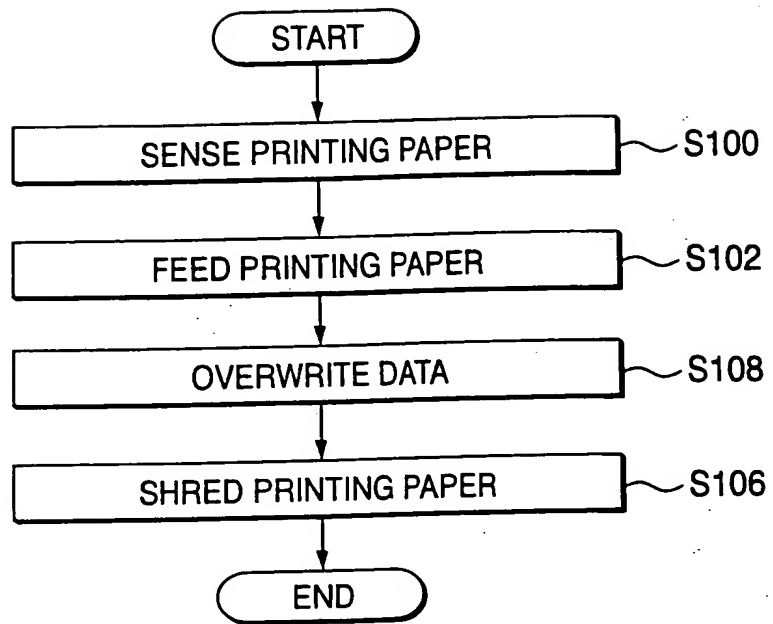 START
SENSE PRINTING PAPER S100
FEED PRINTING PAPER S102
OVERWRITE DATA S108
SHRED PRINTING PAPER S106
END